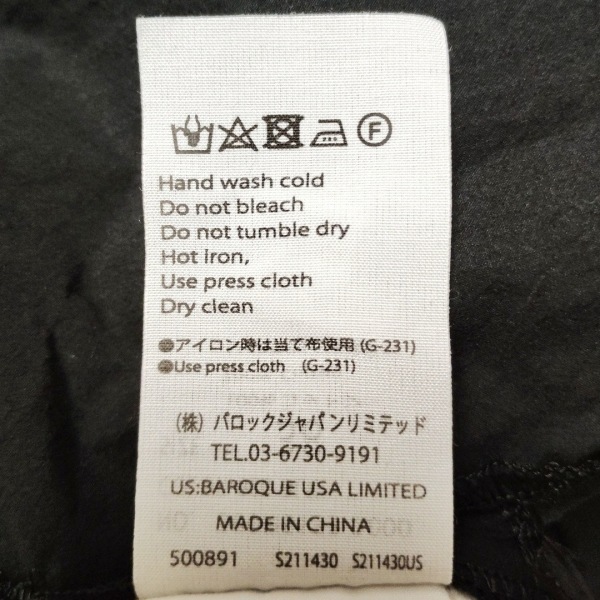 F
Hand wash cold
Do not bleach
Do not tumble dry
Hot iron,
Use press cloth
Dry clean
●アイロン時は当て布使用 (G-231)
●Use press cloth (G-231)
(株) バロックジャパンリミテッド
TEL.03-6730-9191
US:BAROQUE USA LIMITED
MADE IN CHINA
500891 S211430 S211430US